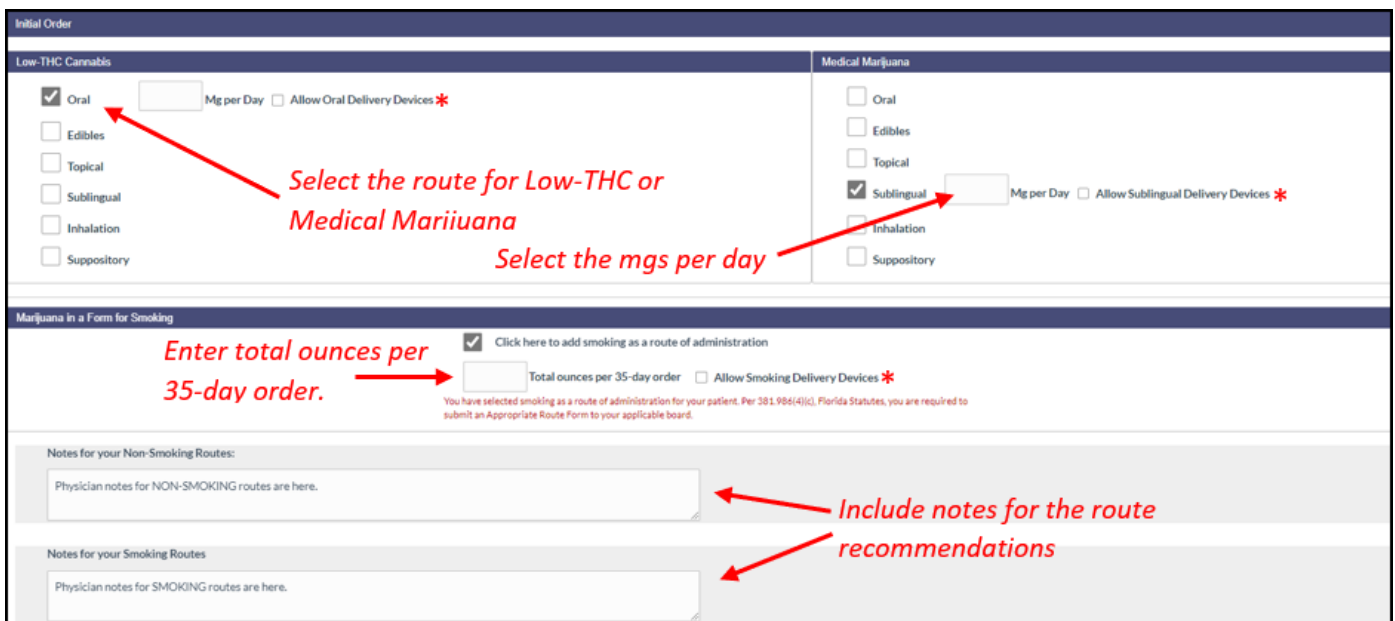 Initial Order
Low-THC Cannabis
Medical Marijuana
Oral
Mg per Day
Allow Oral Delivery Devices *
Edibles
Topical
Sublingual
Inhalation
Suppository
Select the route for Low-THC or
Medical Mariiuana
Oral
Edibles
Topical
Sublingual
Mg per Day
Allow Sublingual Delivery Devices *
Inhalation
Suppository
Select the mgs per day
Marijuana in a Form for Smoking
Click here to add smoking as a route of administration
Total ounces per 35-day order
Allow Smoking Delivery Devices *
Enter total ounces per
35-day order.
You have selected smoking as a route of administration for your patient. Per 381.986(4)(c), Florida Statutes, you are required to
submit an Appropriate Route Form to your applicable board.
Notes for your Non-Smoking Routes:
Physician notes for NON-SMOKING routes are here.
Include notes for the route
recommendations
Notes for your Smoking Routes
Physician notes for SMOKING routes are here.